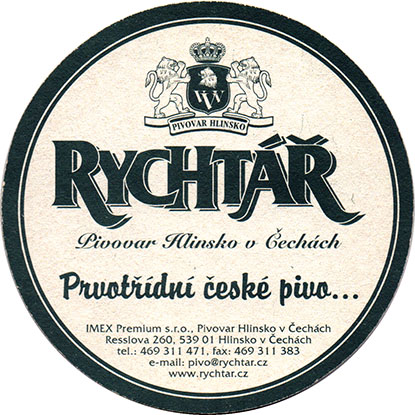 VV
PIVOVAR HLINSKO
RYCHTÁŘ
Pivovar Hlinsko v Čechách
Prvotřídní české pivo...
IMEX Premium s.r.o., Pivovar Hlinsko v Čechách
Resslova 260, 539 01 Hlinsko v Čechách
tel.: 469 311 471, fax: 469 311 383
e-mail: pivo@rychtar.cz
www.rychtar.cz